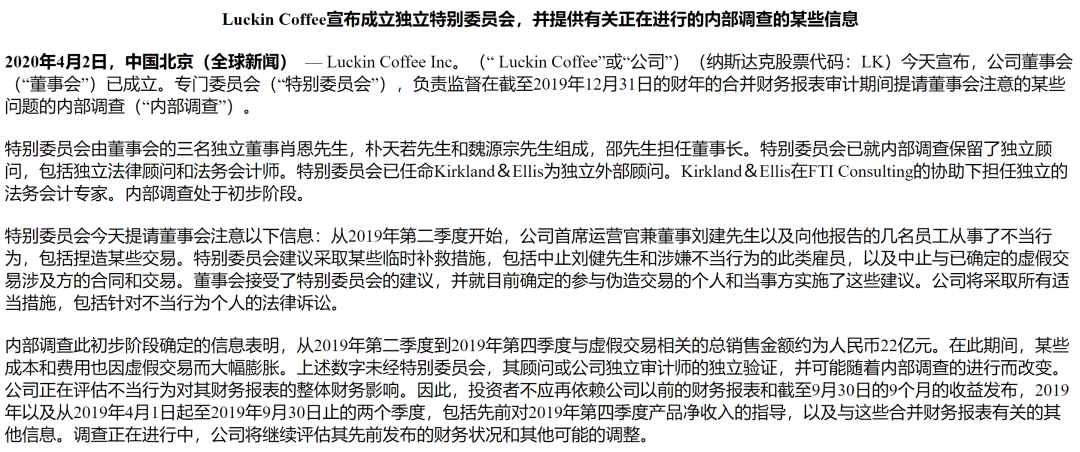 Luckin Coffee宣布成立独立特别委员会，并提供有关正在进行的内部调查的某些信息
2020年4月2日，中国北京（全球新闻） — Luckin Coffee Inc。（“ Luckin Coffee”或“公司”）（纳斯达克股票代码：LK）今天宣布，公司董事会
（“董事会”）已成立。专门委员会（“特别委员会”），负责监督在截至2019年12月31日的财年的合并财务报表审计期间提请董事会注意的某些
问题的内部调查（“内部调查”）。
特别委员会由董事会的三名独立董事肖恩先生，朴天若先生和魏源宗先生组成，邵先生担任董事长。特别委员会已就内部调查保留了独立顾
问，包括独立法律顾问和法务会计师。特别委员会已任命Kirkland＆Ellis为独立外部顾问。Kirkland＆Ellis在FTI Consulting的协助下担任独立的
法务会计专家。内部调查处于初步阶段。
特别委员会今天提请董事会注意以下信息：从2019年第二季度开始，公司首席运营官兼董事刘建先生以及向他报告的几名员工从事了不当行
为，包括捏造某些交易。特别委员会建议采取某些临时补救措施，包括中止刘健先生和涉嫌不当行为的此类雇员，以及中止与已确定的虚假交
易涉及方的合同和交易。董事会接受了特别委员会的建议，并就目前确定的参与伪造交易的个人和当事方实施了这些建议。公司将采取所有适
当措施，包括针对不当行为个人的法律诉讼。
内部调查此初步阶段确定的信息表明，从2019年第二季度到2019年第四季度与虚假交易相关的总销售金额约为人民币22亿元。在此期间，某些
成本和费用也因虚假交易而大幅膨胀。上述数字未经特别委员会，其顾问或公司独立审计师的独立验证，并可能随着内部调查的进行而改变。
公司正在评估不当行为对其财务报表的整体财务影响。因此，投资者不应再依赖公司以前的财务报表和截至9月30日的9个月的收益发布，2019
年以及从2019年4月1日起至2019年9月30日止的两个季度，包括先前对2019年第四季度产品净收入的指导，以及与这些合并财务报表有关的其
他信息。调查正在进行中，公司将继续评估其先前发布的财务状况和其他可能的调整。